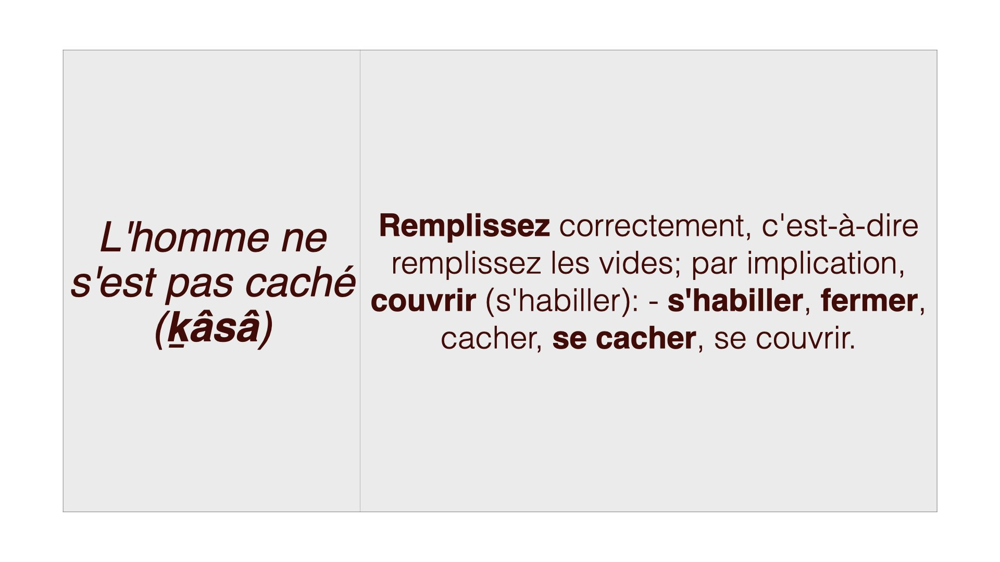 L'homme ne
s'est pas caché
(ḵâsâ)
Remplissez correctement, c'est-à-dire
remplissez les vides; par implication,
couvrir (s'habiller): - s'habiller, fermer,
cacher, se cacher, se couvrir.